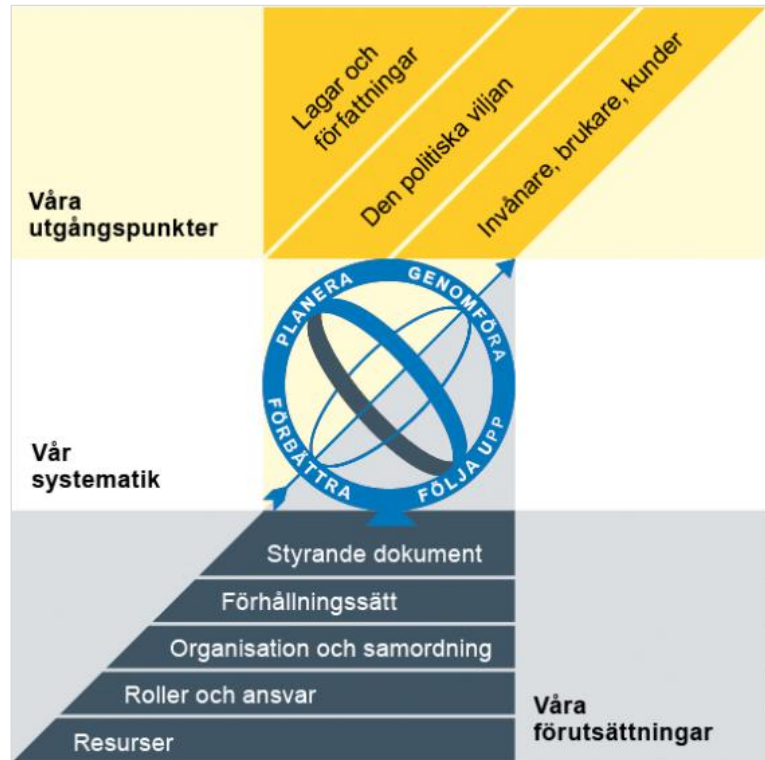 Lagar och
författningar
Den politiska viljan
Invånare, brukare, kunder
Våra
utgångspunkter
PLANERA
GENOMFÖRA
FÖLJA UPP
FÖRBÄTTRA
Vår
systematik
Styrande dokument
Förhållningssätt
Organisation och samordning
Roller och ansvar
Resurser
Våra
förutsättningar